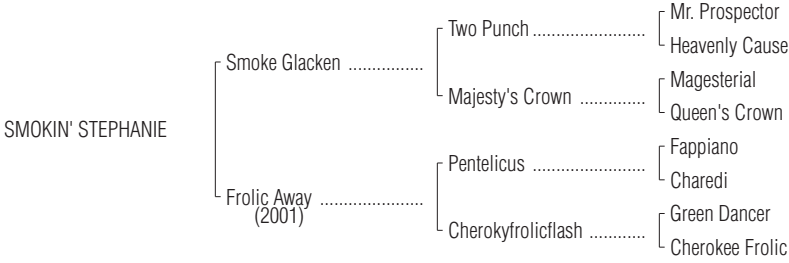 Mr. Prospector
Two Punch ........................
Heavenly Cause
Smoke Glacken ................
Magesterial
Majesty's Crown ..............
Queen's Crown
SMOKIN' STEPHANIE
Fappiano
Pentelicus ........................
Charedi
Frolic Away ......................
(2001)
Green Dancer
Cherokyfrolicflash ............
Cherokee Frolic